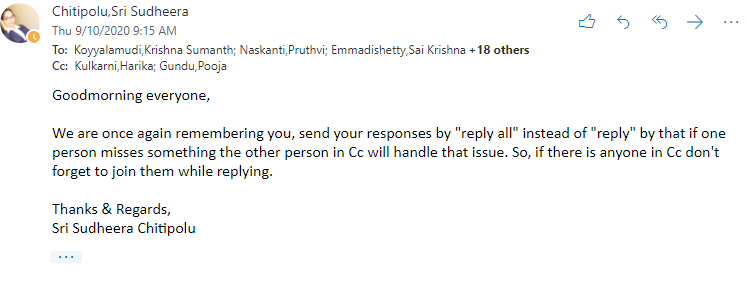 Chitipolu,Sri Sudheera
Thu 9/10/2020 9:15 AM
To: Koyyalamudi,Krishna Sumanth; Naskanti,Pruthvi; Emmadishetty,Sai Krishna +18 others
Cc: Kulkarni,Harika; Gundu,Pooja
Goodmorning everyone,
We are once again remembering you, send your responses by "reply all" instead of "reply" by that if one
person misses something the other person in Cc will handle that issue. So, if there is anyone in Cc don't
forget to join them while replying.
Thanks & Regards,
Sri Sudheera Chitipolu